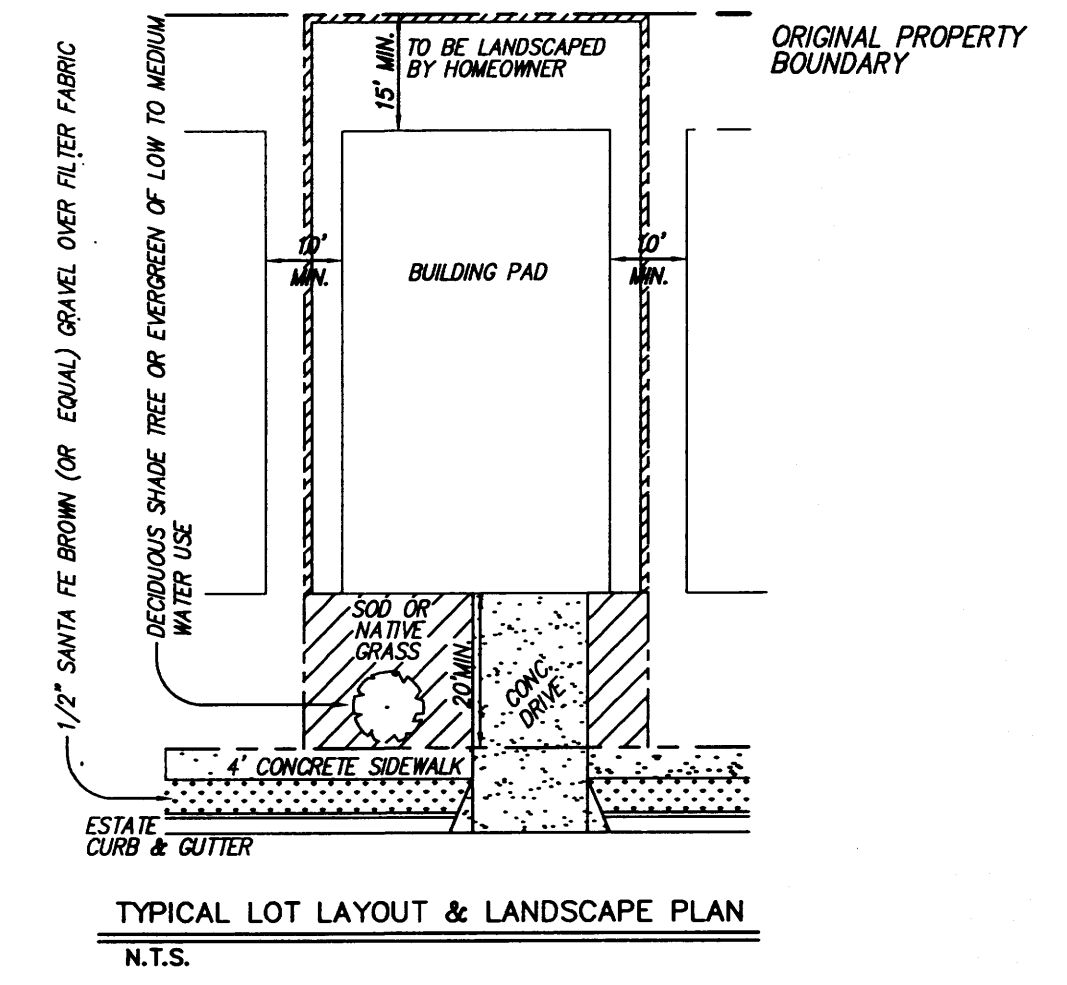 1/2" SANTA FE BROWN (OR EQUAL) GRAVEL OVER FILTER FABRIC
DECIDUOUS SHADE TREE OR EVERGREEN OF LOW TO MEDIUM
WATER USE
15' MIN.
TO BE LANDSCAPED
BY HOMEOWNER
ORIGINAL PROPERTY
BOUNDARY
10'
MIN.
BUILDING PAD
10'
MIN.
SOD OR
NATIVE
GRASS
20'MIN.
CONC.
DRIVE
4' CONCRETE SIDEWALK
ESTATE
CURB & GUTTER
TYPICAL LOT LAYOUT & LANDSCAPE PLAN
N.T.S.